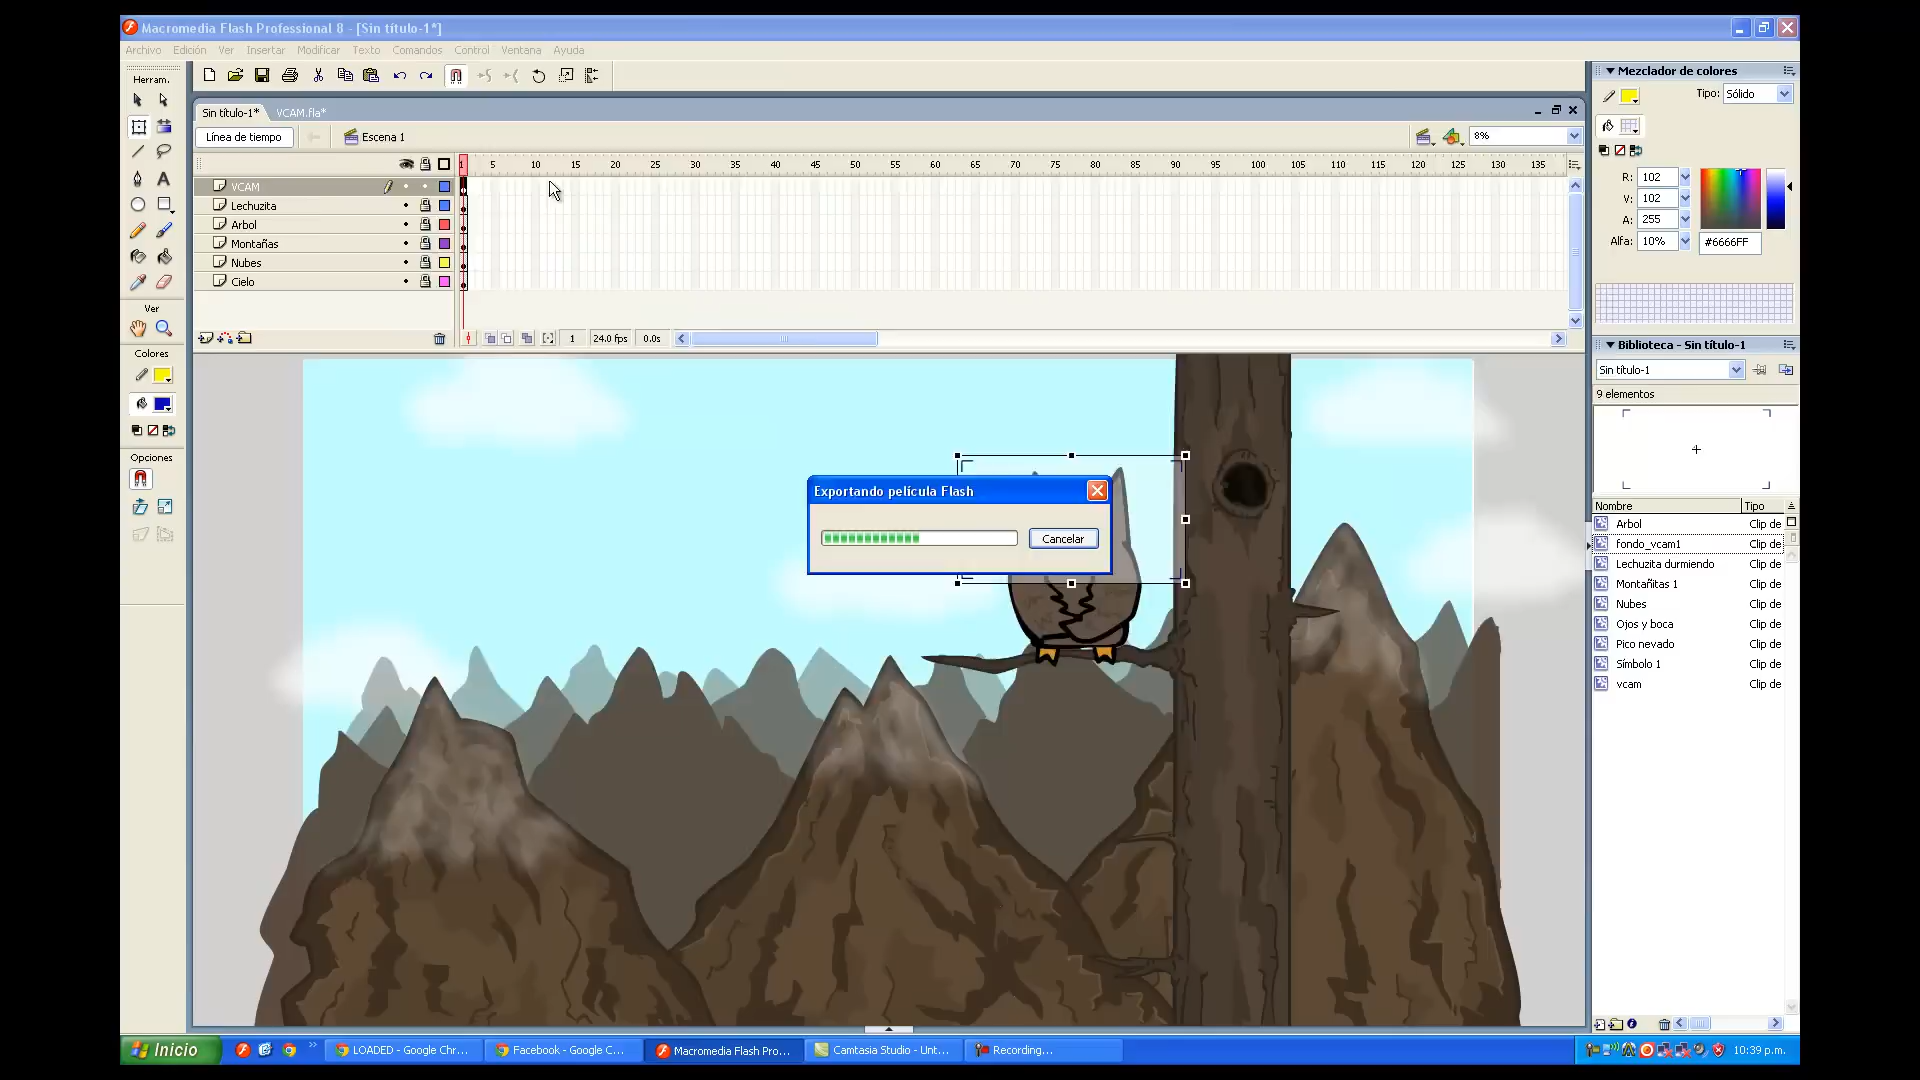 Macromedia Flash Professional 8 - [Sin título-1*]
Archivo Edición Ver Insertar Modificar Texto Comandos Control Ventana Ayuda
Herram.
Sin título-1* VCAM.fla*
Línea de tiempo Escena 1 8%
1 5 10 15 20 25 30 35 40 45 50 55 60 65 70 75 80 85 90 95 100 105 110 115 120 125 130 135
VCAM
Lechuzita
Arbol
Montañas
Nubes
Cielo
1 24.0 fps 0.0s
Ver
Colores
Opciones
Exportando película Flash
Cancelar
Mezclador de colores
Tipo: Sólido
R: 102
V: 102
A: 255
Alfa: 10% #6666FF
Biblioteca - Sin título-1
Sin título-1
9 elementos
Nombre Tipo
Arbol Clip de
fondo_vcam1 Clip de
Lechuzita durmiendo Clip de
Montañitas 1 Clip de
Nubes Clip de
Ojos y boca Clip de
Pico nevado Clip de
Símbolo 1 Clip de
vcam Clip de
Inicio LOADED - Google Chr... Facebook - Google C... Macromedia Flash Pro... Camtasia Studio - Unt... Recording... 10:39 p.m.